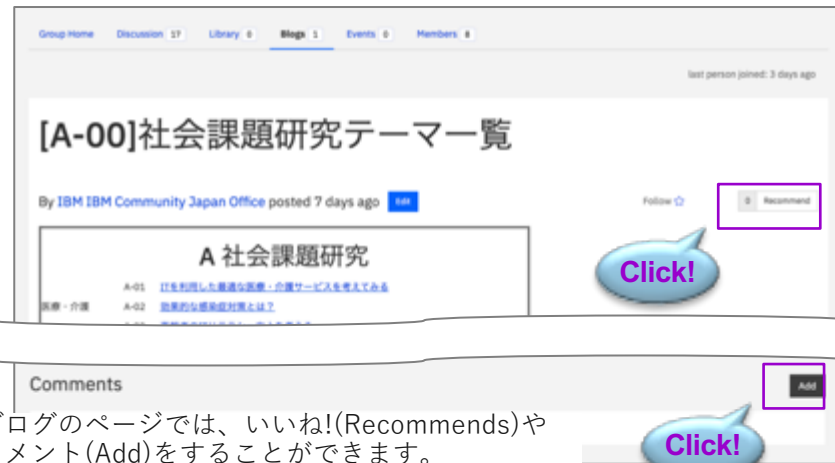 Group Home Discussion 17 Library 0 Blogs 1 Events 0 Members 8
last person joined: 3 days ago
[A-00]社会課題研究テーマ一覧
By IBM IBM Community Japan Office posted 7 days ago Edit
Follow
0 Recommend
A 社会課題研究
Click!
A-01 ITを利用した最適な医療・介護サービスを考えてみる
医療・介護 A-02 効果的な感染症対策とは？
Comments
Add
ブログのページでは、いいね!(Recommends)や
メント(Add)をすることができます。
Click!